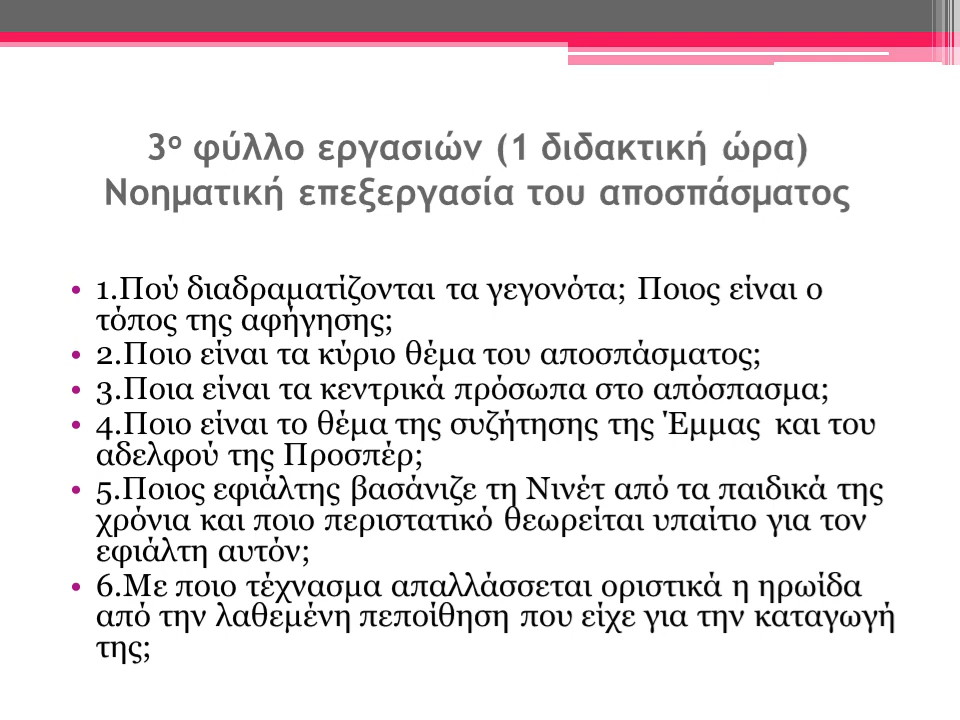 3ο φύλλο εργασιών (1 διδακτική ώρα)
Νοηματική επεξεργασία του αποσπάσματος
• 1.Πού διαδραματίζονται τα γεγονότα; Ποιος είναι ο
τόπος της αφήγησης;
• 2.Ποιο είναι τα κύριο θέμα του αποσπάσματος;
• 3.Ποια είναι τα κεντρικά πρόσωπα στο απόσπασμα;
• 4.Ποιο είναι το θέμα της συζήτησης της Έμμας και του
αδελφού της Προσπέρ;
• 5.Ποιος εφιάλτης βασάνιζε τη Νινέτ από τα παιδικά της
χρόνια και ποιο περιστατικό θεωρείται υπαίτιο για τον
εφιάλτη αυτόν;
• 6.Με ποιο τέχνασμα απαλλάσσεται οριστικά η ηρωίδα
από την λαθεμένη πεποίθηση που είχε για την καταγωγή
της;